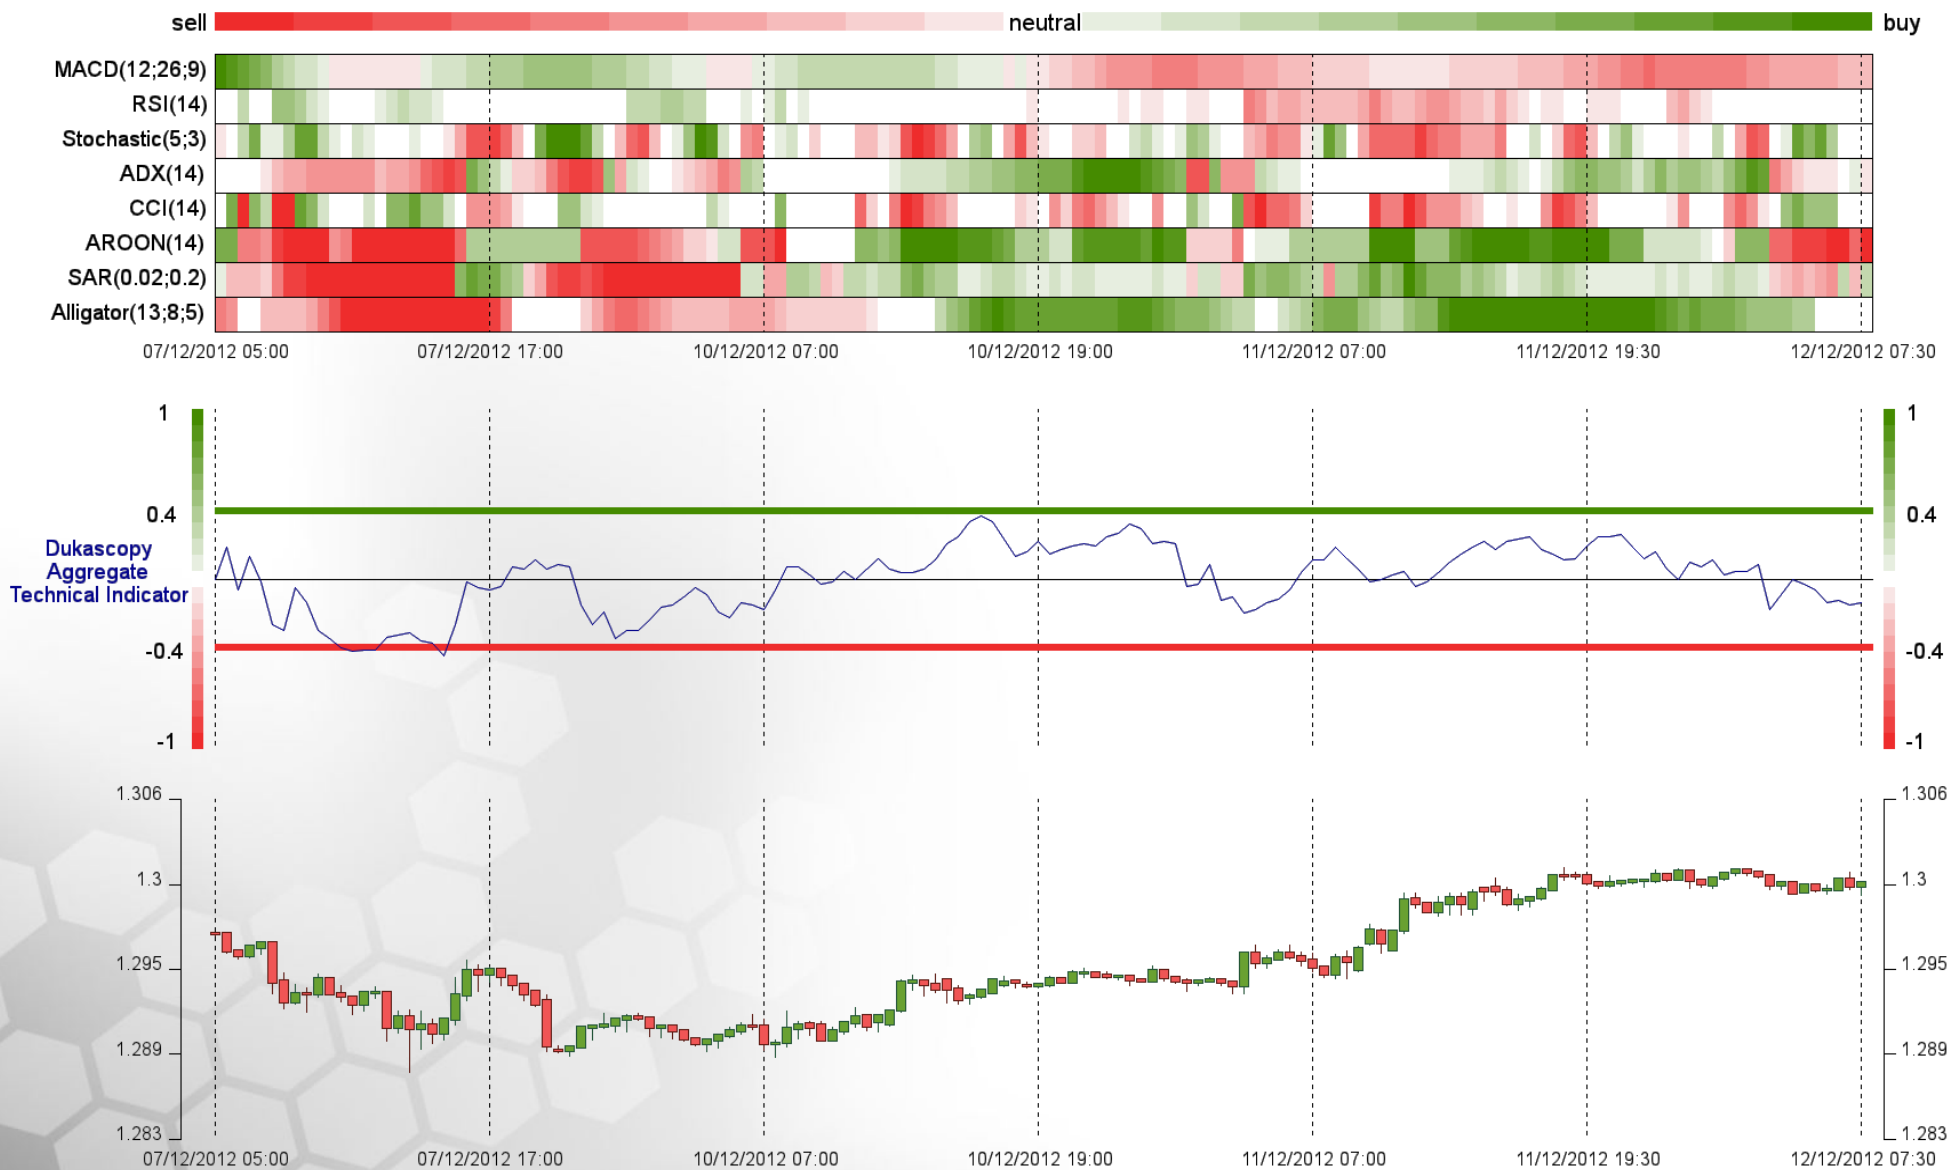 sell neutral buy
MACD(12;26;9)
RSI(14)
Stochastic(5;3)
ADX(14)
CCI(14)
AROON(14)
SAR(0.02;0.2)
Alligator(13;8;5)
07/12/2012 05:00 07/12/2012 17:00 10/12/2012 07:00 10/12/2012 19:00 11/12/2012 07:00 11/12/2012 19:30 12/12/2012 07:30
1 1
0.4 0.4
Dukascopy
Aggregate
Technical Indicator
-0.4 -0.4
-1 -1
1.306 1.306
1.3 1.3
1.295 1.295
1.289 1.289
1.283 1.283
07/12/2012 05:00 07/12/2012 17:00 10/12/2012 07:00 10/12/2012 19:00 11/12/2012 07:00 11/12/2012 19:30 12/12/2012 07:30